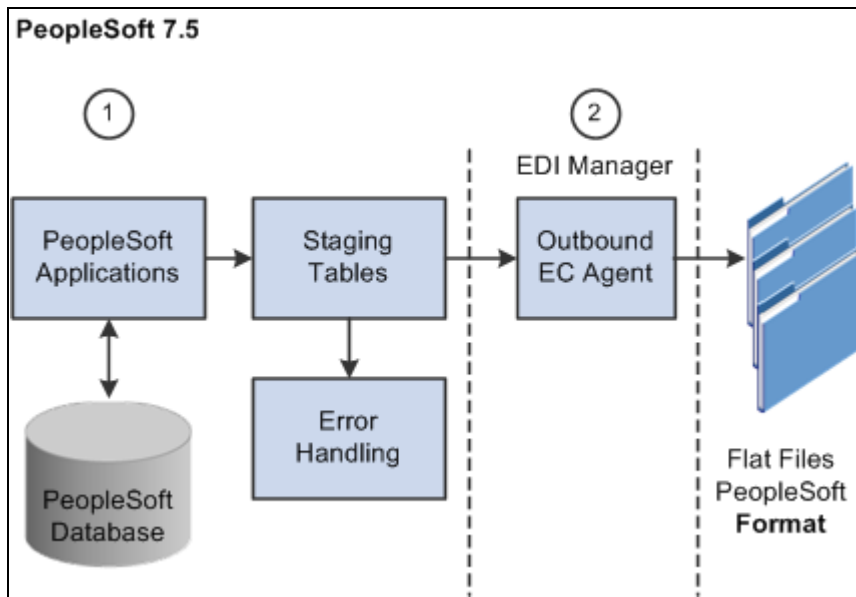 PeopleSoft 7.5
1
2
EDI Manager
PeopleSoft
Applications
Staging
Tables
Outbound
EC Agent
Error
Handling
PeopleSoft
Database
Flat Files
PeopleSoft
Format